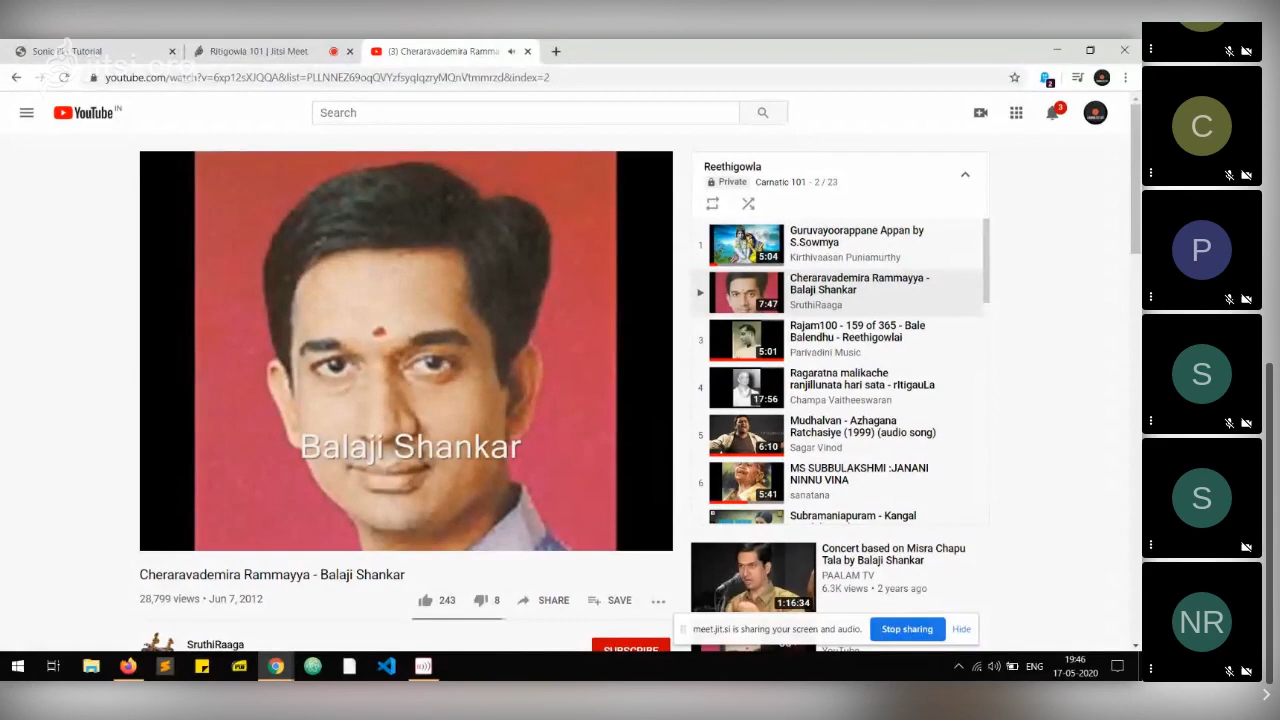 Sonic Pi - Tutorial
Ritigowla 101 | Jitsi Meet
(3) Cheraravademira Ramma
jitsi.org
youtube.com/watch?v=6xp12sXJQQA&list=PLLNNEZ69oqQVYzfsyqIqzryMQnVtmmrzd&index=2
2
YouTube IN
Search
3
Balaji Shankar
Cheraravademira Rammayya - Balaji Shankar
28,799 views • Jun 7, 2012
243
8
SHARE
SAVE
SruthiRaaga
SUBSCRIBE
Reethigowla
Private Carnatic 101 - 2 / 23
1
5:04
Guruvayoorappane Appan by
S.Sowmya
Kirthivaasan Puniamurthy
7:47
Cheraravademira Rammayya -
Balaji Shankar
SruthiRaaga
3
5:01
Rajam100 - 159 of 365 - Bale
Balendhu - Reethigowlai
Parivadini Music
4
17:56
Ragaratna malikache
ranjillunata hari sata - rItigauLa
Champa Vaitheeswaran
5
6:10
Mudhalvan - Azhagana
Ratchasiye (1999) (audio song)
Sagar Vinod
6
5:41
MS SUBBULAKSHMI :JANANI
NINNU VINA
sanatana
Subramaniapuram - Kangal
1:16:34
Concert based on Misra Chapu
Tala by Balaji Shankar
PAALAM TV
6.3K views • 2 years ago
meet.jit.si is sharing your screen and audio.
Stop sharing
Hide
YouTube
ENG
19:46
17-05-2020
C
P
S
S
NR